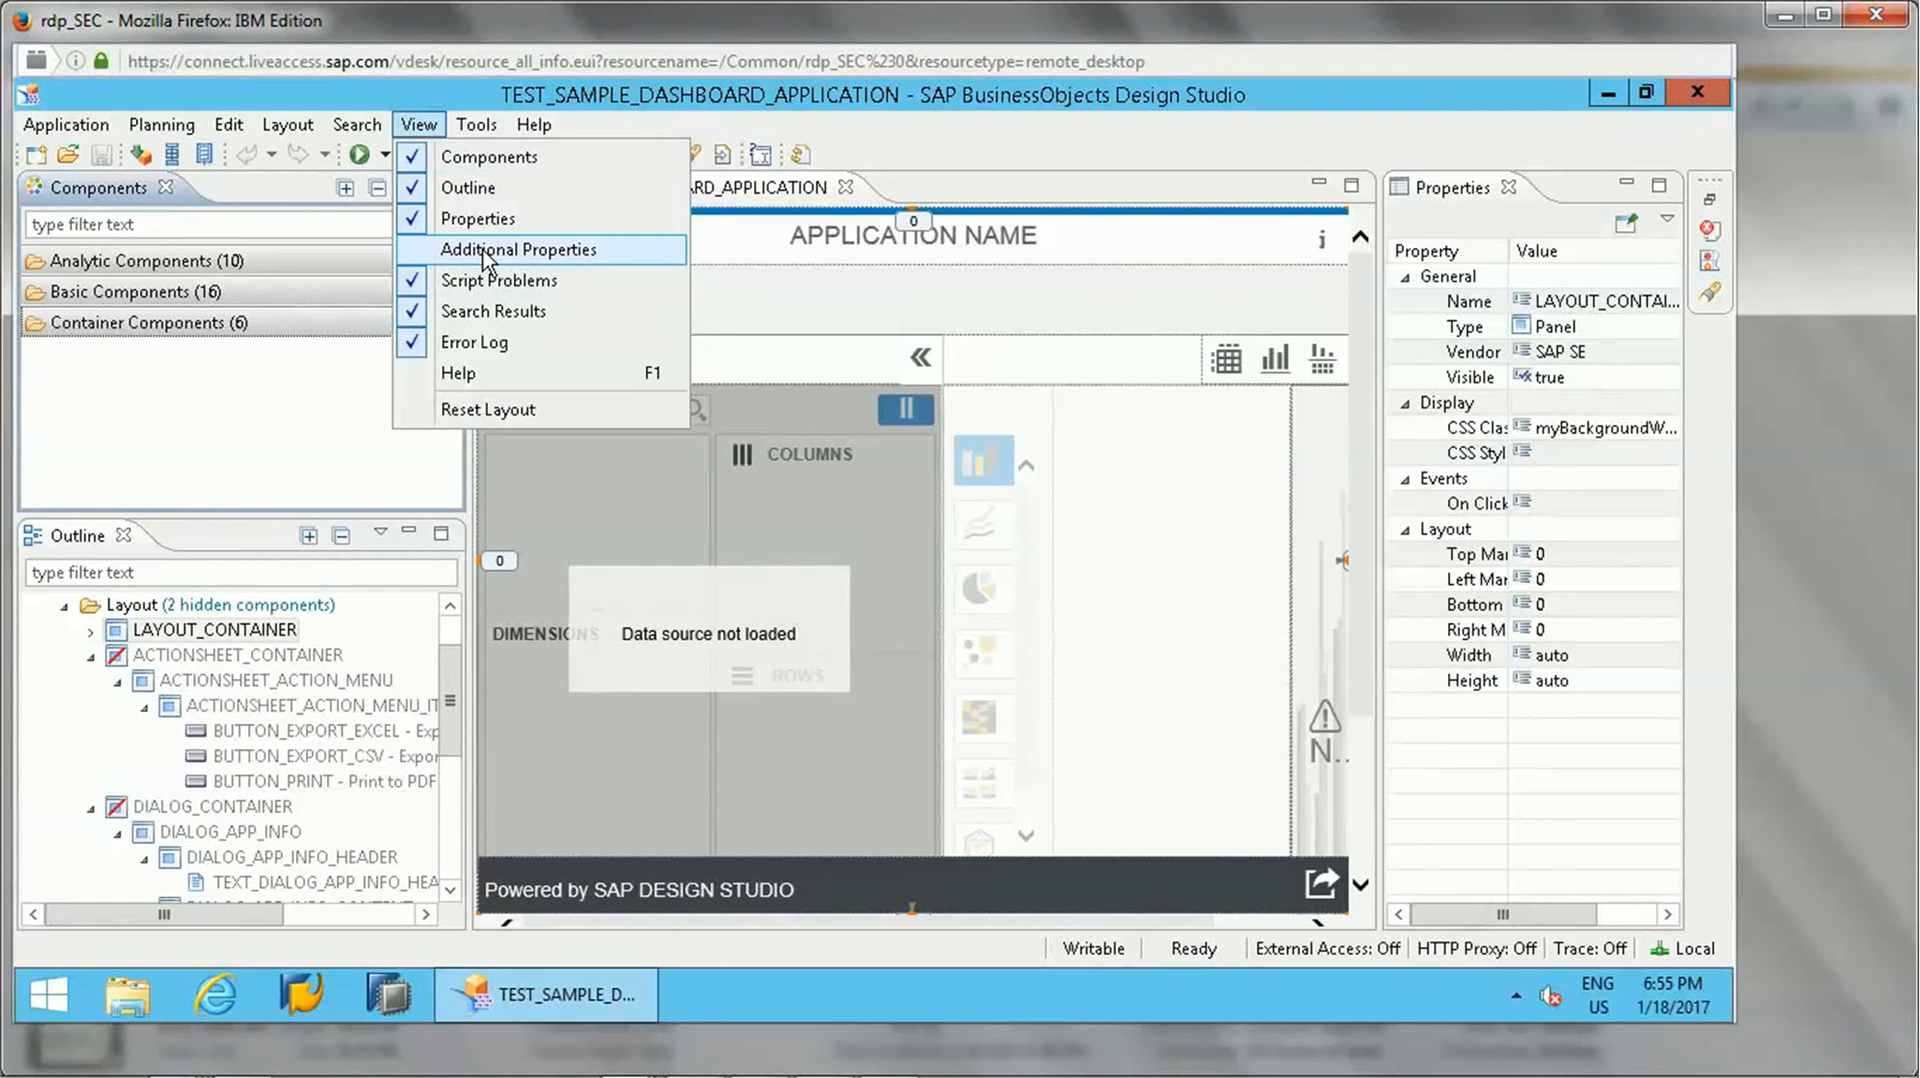 rdp_SEC - Mozilla Firefox: IBM Edition
https://connect.liveaccess.sap.com/vdesk/resource_all_info.eui?resourcename=/Common/rdp_SEC%230&resourcetype=remote_desktop
TEST_SAMPLE_DASHBOARD_APPLICATION - SAP BusinessObjects Design Studio
Application Planning Edit Layout Search View Tools Help
Components
Outline
Properties
Additional Properties
Script Problems
Search Results
Error Log
Help F1
Reset Layout
Components
type filter text
Analytic Components (10)
Basic Components (16)
Container Components (6)
Outline
type filter text
Layout (2 hidden components)
LAYOUT_CONTAINER
ACTIONSHEET_CONTAINER
ACTIONSHEET_ACTION_MENU
ACTIONSHEET_ACTION_MENU_IT
BUTTON_EXPORT_EXCEL - Exp
BUTTON_EXPORT_CSV - Expor
BUTTON_PRINT - Print to PDF
DIALOG_CONTAINER
DIALOG_APP_INFO
DIALOG_APP_INFO_HEADER
TEXT_DIALOG_APP_INFO_HEA
RD_APPLICATION
0
APPLICATION NAME
i
COLUMNS
0
DIMENSIONS
Data source not loaded
ROWS
N..
Powered by SAP DESIGN STUDIO
Properties
Property Value
General
Name LAYOUT_CONTAI...
Type Panel
Vendor SAP SE
Visible true
Display
CSS Clas myBackgroundW...
CSS Styl
Events
On Click
Layout
Top Mar 0
Left Mar 0
Bottom 0
Right M 0
Width auto
Height auto
Writable Ready External Access: Off HTTP Proxy: Off Trace: Off Local
TEST_SAMPLE_D...
ENG
US
6:55 PM
1/18/2017